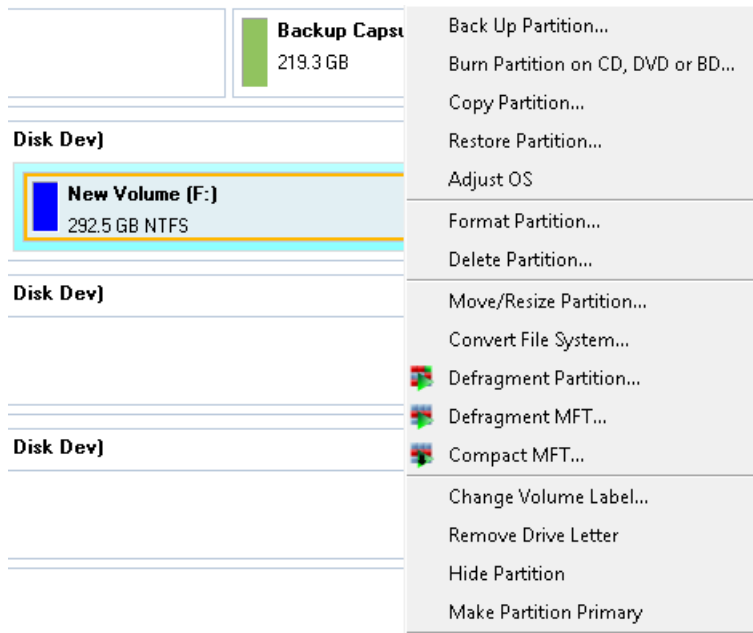 Backup Capsu
219.3 GB
Disk Dev)
New Volume (F:)
292.5 GB NTFS
Disk Dev)
Disk Dev)
Back Up Partition...
Burn Partition on CD, DVD or BD...
Copy Partition...
Restore Partition...
Adjust OS
Format Partition...
Delete Partition...
Move/Resize Partition...
Convert File System...
Defragment Partition...
Defragment MFT...
Compact MFT...
Change Volume Label...
Remove Drive Letter
Hide Partition
Make Partition Primary